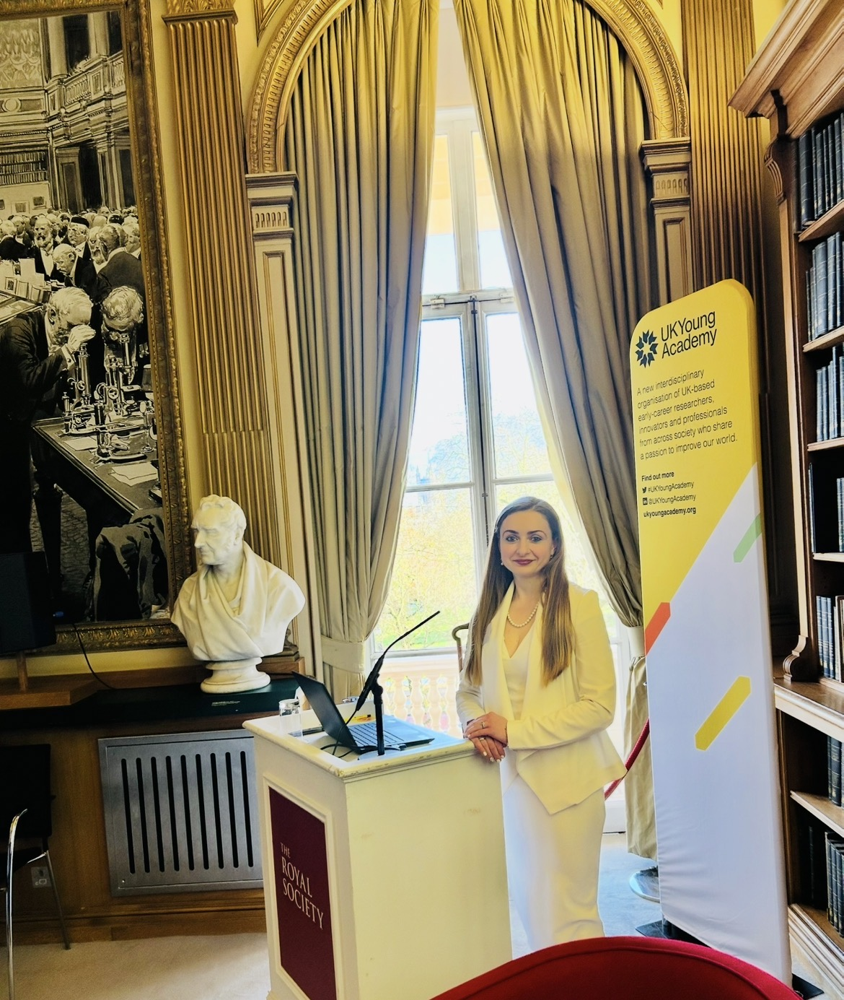 UKYoung
Academy
A new interdisciplinary
organisation of UK-based
early-career researchers,
innovators and professionals
from across society who share
a passion to improve our world.
Find out more
#UKYoungAcademy
@UKYoungAcademy
ukyoungacademy.org
THE
ROYAL
SOCIETY